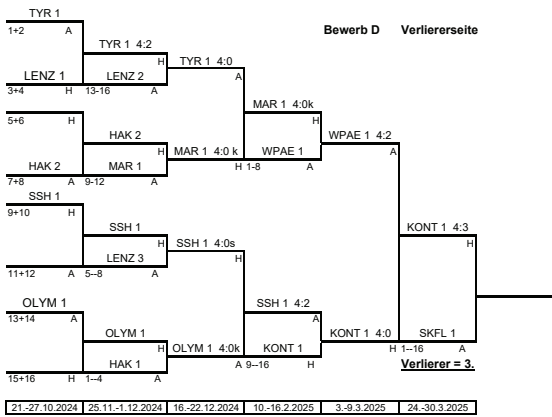 TYR 1
Bewerb D Verliererseite
1+2 A
TYR 1 4:2
H TYR 1 4:0
LENZ 1 LENZ 2 A
3+4 H 13-16 A
MAR 1 4:0k
5+6 H H
HAK 2 WPAE 1 4:2
H MAR 1 4:0 k WPAE 1 A
HAK 2 MAR 1 H 1-8 A
7+8 A 9-12 A
SSH 1
9+10 H
SSH 1 KONT 1 4:3
H SSH 1 4:0s H
LENZ 3 H
11+12 A 5--8 A
OLYM 1 SSH 1 4:2
13+14 A A
OLYM 1 KONT 1 4:0 SKFL 1
H OLYM 1 4:0k KONT 1 H 1--16 A
HAK 1 A 9--16 H Verlierer = 3.
15+16 H 1--4 A
21.-27.10.2024 25.11.-1.12.2024 16.-22.12.2024 10.-16.2.2025 3.-9.3.2025 24.-30.3.2025